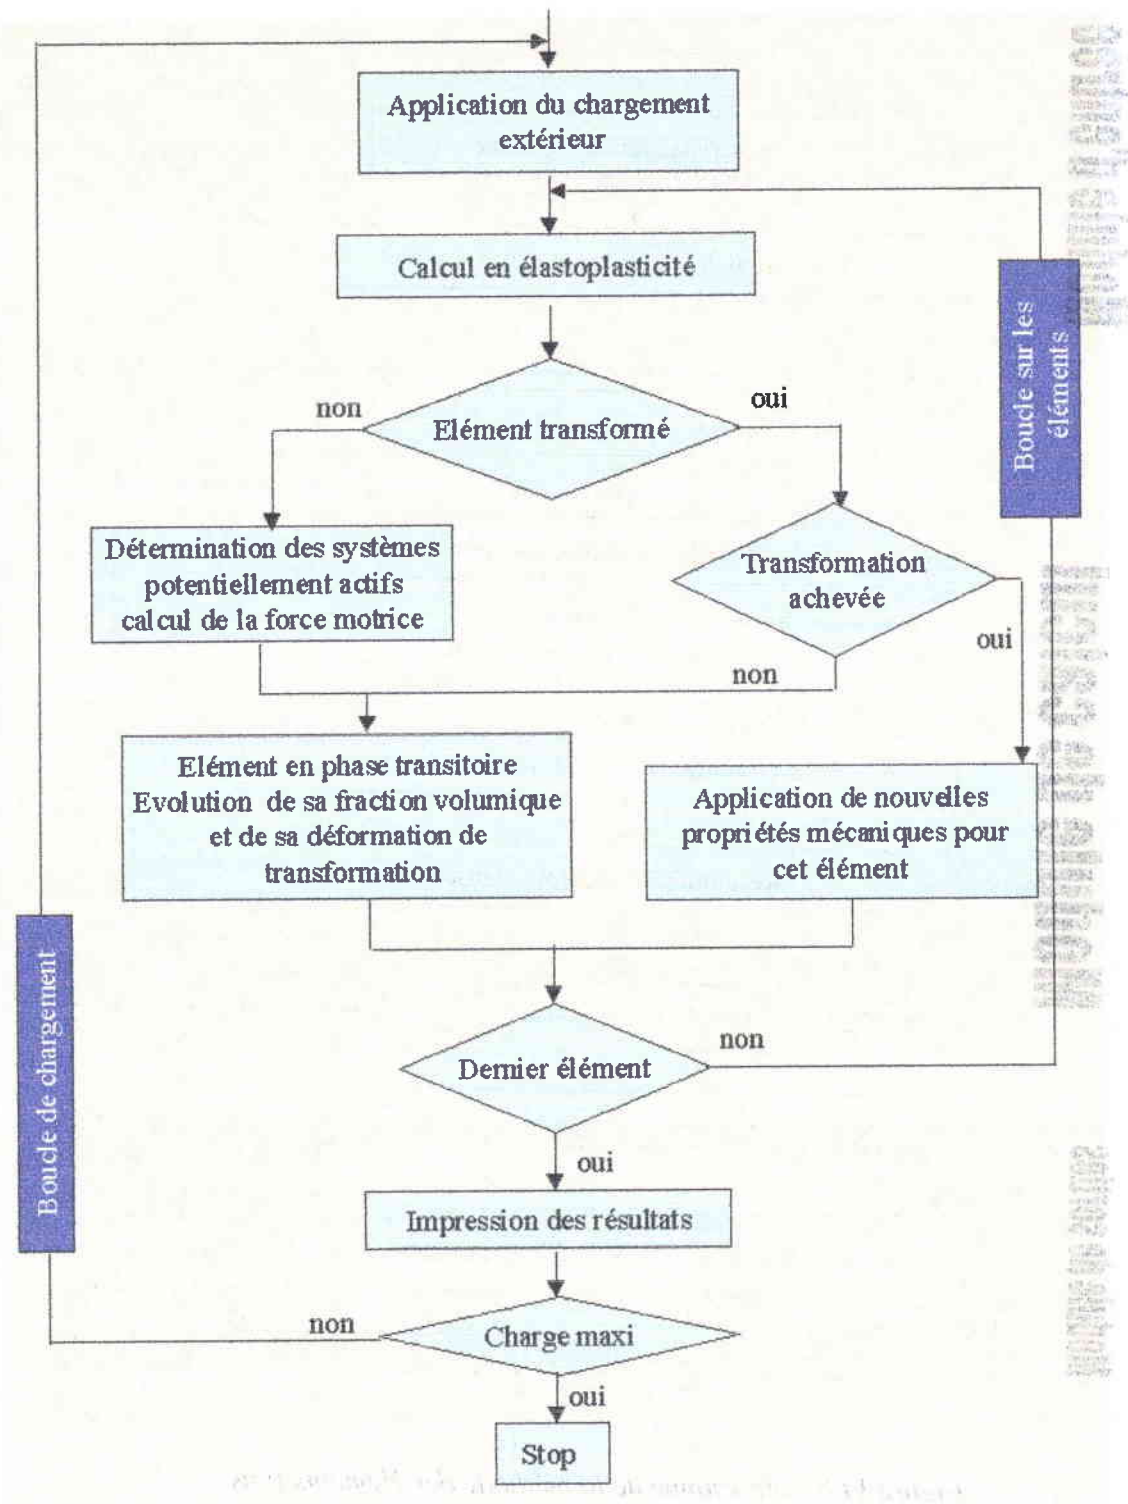 Application du chargement
extérieur
Calcul en élastoplasticité
Boucle sur les
éléments
non
oui
Elément transformé
Détermination des systèmes
potentiellement actifs
calcul de la force motrice
Transformation
achevée
oui
non
Elément en phase transitoire
Evolution de sa fraction volumique
et de sa déformation de
transformation
Application de nouvelles
propriétés mécaniques pour
cet élément
Boucle de chargement
Dernier élément
non
oui
Impression des résultats
non
Charge maxi
oui
Stop